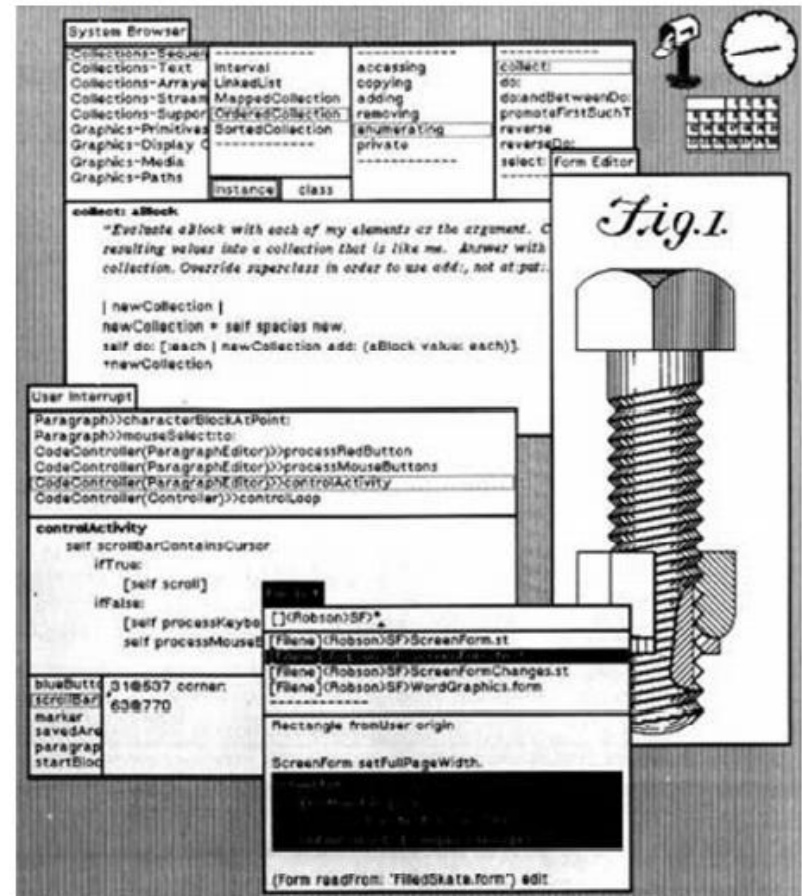 System Browser
Collections-Text
Collections-Arraye
Collections-Stream
Collections-Suppor
Graphics-Primitives
Graphics-Display
Graphics-Media
Graphics-Paths
------------
Interval
LinkedList
MappedCollection
OrderedCollection
SortedCollection
------------
instance class
------------
accessing
copying
adding
removing
enumerating
private
------------
------------
collect:
do:
do:andBetweenDo:
promoteFirstSuchT
reverse
reverseDo:
select:
Form Editor
Fig.1.
collect: aBlock
"Evaluate aBlock with each of my elements as the argument. C
resulting values into a collection that is like me. Answer with
collection. Override superclass in order to use add:, not at:put:.
| newCollection |
newCollection ← self species new.
self do: [:each | newCollection add: (aBlock value: each)].
↑newCollection
User Interrupt
Paragraph>>characterBlockAtPoint:
Paragraph>>mouseSelect:to:
CodeController(ParagraphEditor)>>processRedButton
CodeController(ParagraphEditor)>>processMouseButtons
CodeController(ParagraphEditor)>>controlActivity
CodeController(Controller)>>controlLoop
controlActivity
self scrollBarContainsCursor
ifTrue:
[self scroll]
ifFalse:
[self processKeybo
self processMouseB
blueButto
scrollBar
marker
savedAre
paragrap
startBloc
31@537 corner:
63@770
[]<Robson>SF>*
[Filene]<Robson>SF>ScreenForm.st
[Filene]<Robson>SF>ScreenFormChanges.st
[Filene]<Robson>SF>WordGraphics.form
------------
Rectangle fromUser origin
ScreenForm setFullPageWidth.
(Form readFrom: 'FilledSkate.form') edit